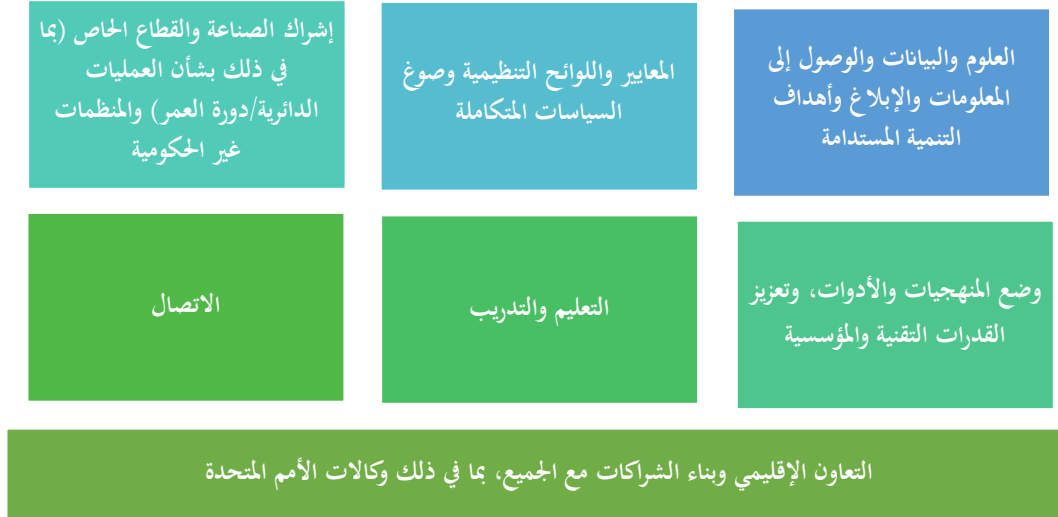 العلوم والبيانات والوصول إلى
المعلومات والإبلاغ وأهداف
التنمية المستدامة
المعايير واللوائح التنظيمية وصوغ
السياسات المتكاملة
إشراك الصناعة والقطاع الخاص (بما
في ذلك بشأن العمليات
الدائرية/دورة العمر) والمنظمات
غير الحكومية
وضع المنهجيات والأدوات، وتعزيز
القدرات التقنية والمؤسسية
التعليم والتدريب
الاتصال
التعاون الإقليمي وبناء الشراكات مع الجميع، بما في ذلك وكالات الأمم المتحدة